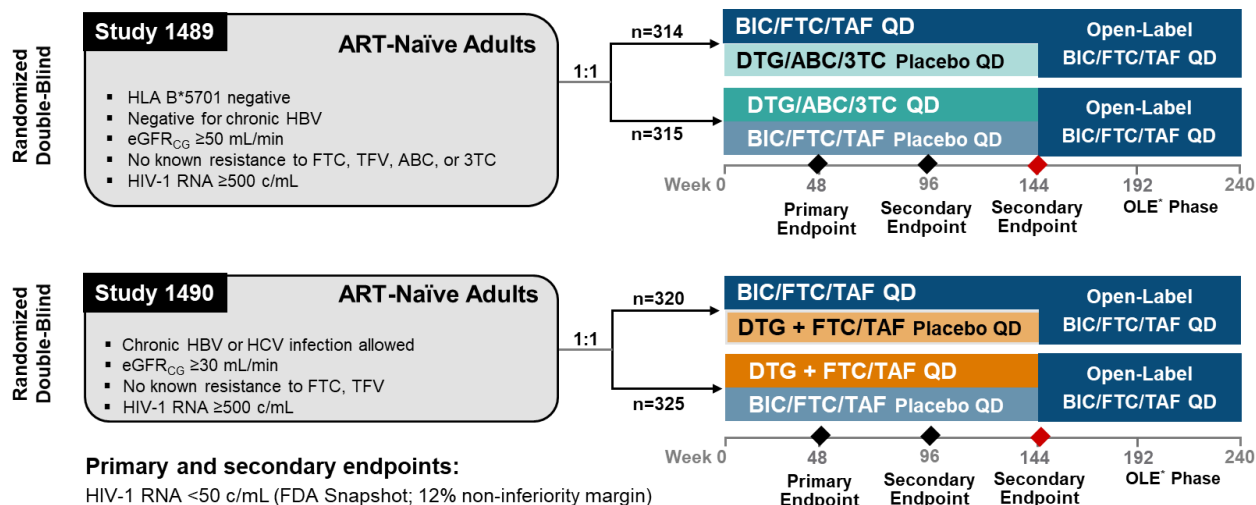 Randomized
Double-Blind
Study 1489
ART-Naïve Adults
▪ HLA B*5701 negative
▪ Negative for chronic HBV
▪ eGFRCG ≥50 mL/min
▪ No known resistance to FTC, TFV, ABC, or 3TC
▪ HIV-1 RNA ≥500 c/mL
1:1
n=314
n=315
BIC/FTC/TAF QD
DTG/ABC/3TC Placebo QD
Open-Label
BIC/FTC/TAF QD
DTG/ABC/3TC QD
BIC/FTC/TAF Placebo QD
Open-Label
BIC/FTC/TAF QD
Week 0 48 96 144 192 240
Primary
Endpoint
Secondary
Endpoint
Secondary
Endpoint
OLE* Phase
Randomized
Double-Blind
Study 1490
ART-Naïve Adults
▪ Chronic HBV or HCV infection allowed
▪ eGFRCG ≥30 mL/min
▪ No known resistance to FTC, TFV
▪ HIV-1 RNA ≥500 c/mL
1:1
n=320
n=325
BIC/FTC/TAF QD
DTG + FTC/TAF Placebo QD
Open-Label
BIC/FTC/TAF QD
DTG + FTC/TAF QD
BIC/FTC/TAF Placebo QD
Open-Label
BIC/FTC/TAF QD
Week 0 48 96 144 192 240
Primary
Endpoint
Secondary
Endpoint
Secondary
Endpoint
OLE* Phase
Primary and secondary endpoints:
HIV-1 RNA <50 c/mL (FDA Snapshot; 12% non-inferiority margin)